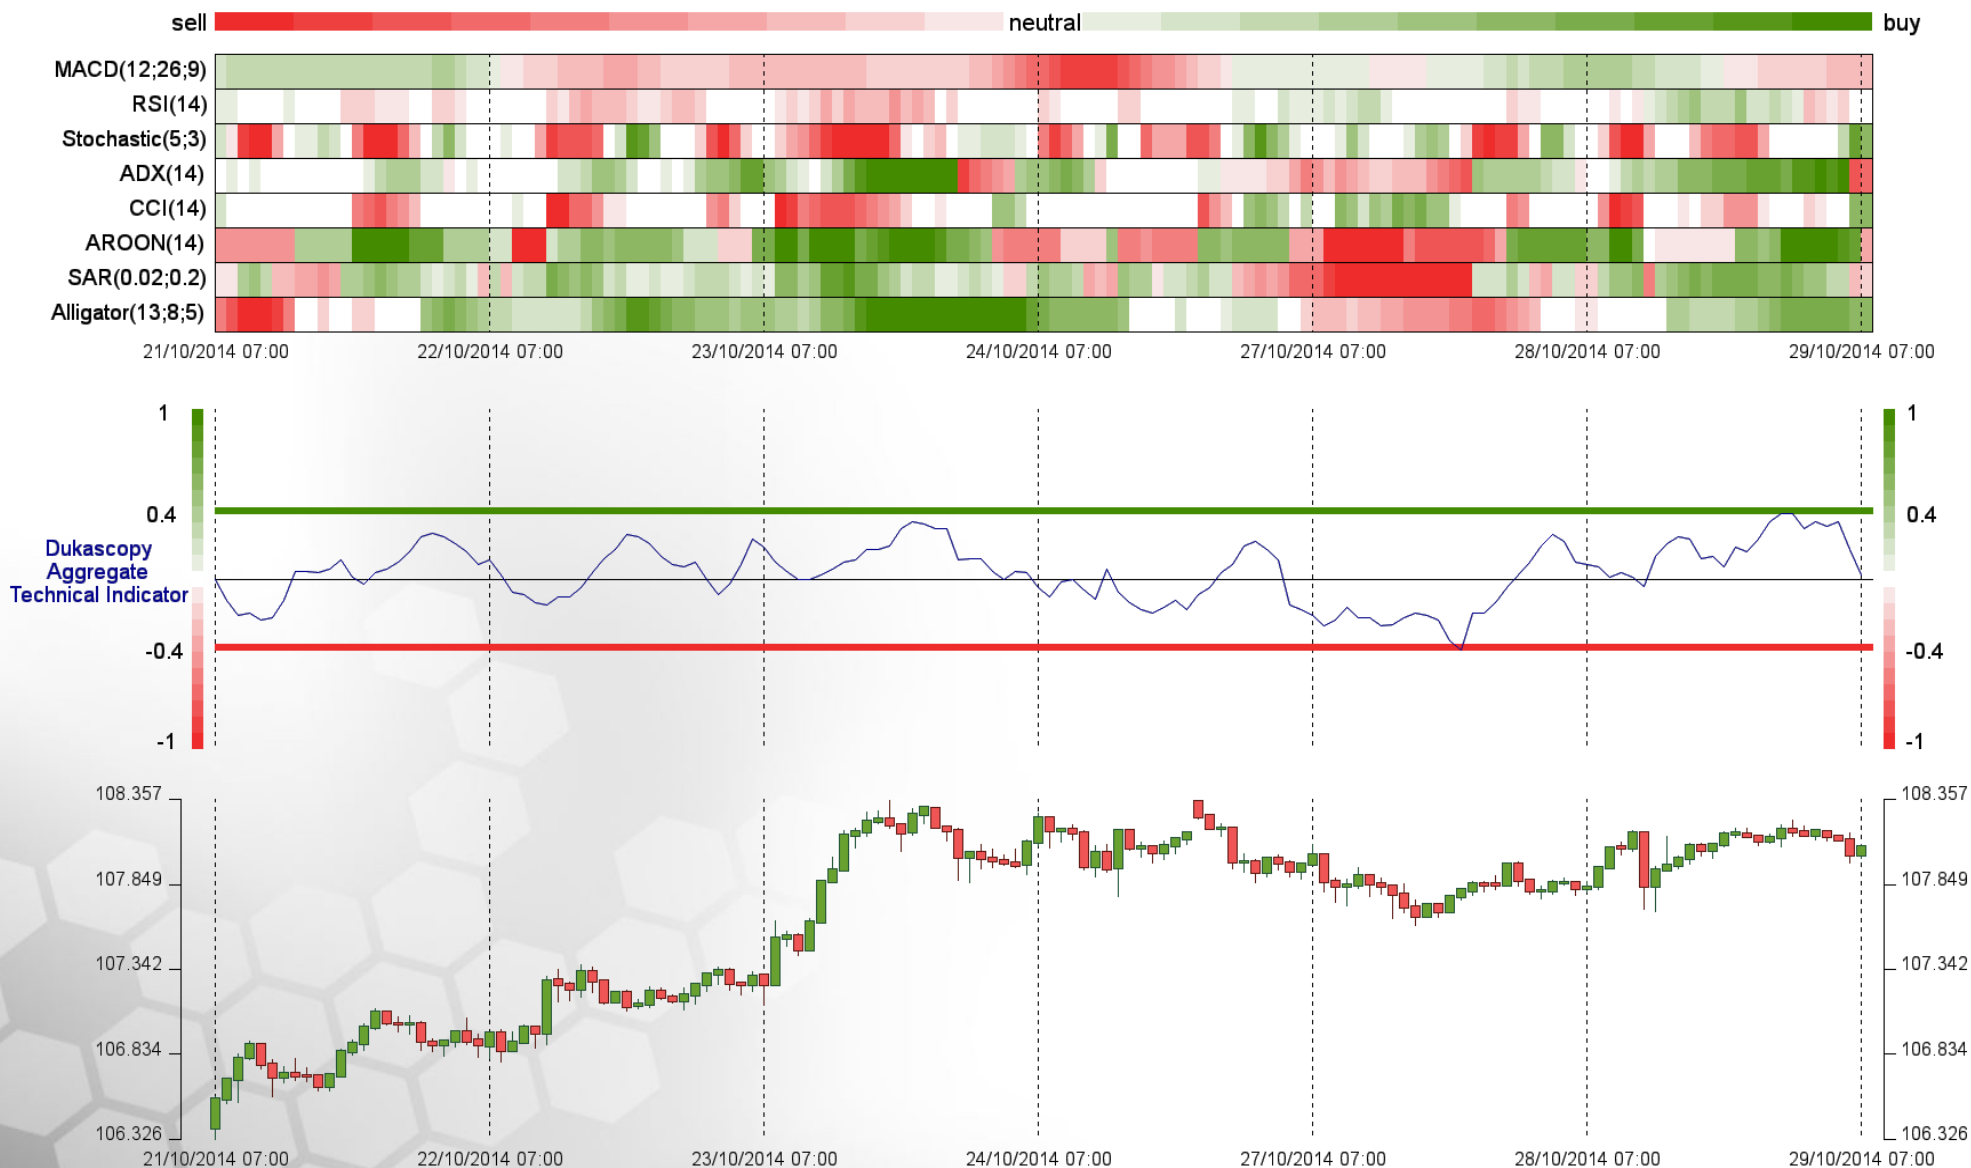 sell neutral buy
MACD(12;26;9)
RSI(14)
Stochastic(5;3)
ADX(14)
CCI(14)
AROON(14)
SAR(0.02;0.2)
Alligator(13;8;5)
21/10/2014 07:00 22/10/2014 07:00 23/10/2014 07:00 24/10/2014 07:00 27/10/2014 07:00 28/10/2014 07:00 29/10/2014 07:00
1 1
0.4 0.4
Dukascopy
Aggregate
Technical Indicator
-0.4 -0.4
-1 -1
108.357 108.357
107.849 107.849
107.342 107.342
106.834 106.834
106.326 106.326
21/10/2014 07:00 22/10/2014 07:00 23/10/2014 07:00 24/10/2014 07:00 27/10/2014 07:00 28/10/2014 07:00 29/10/2014 07:00